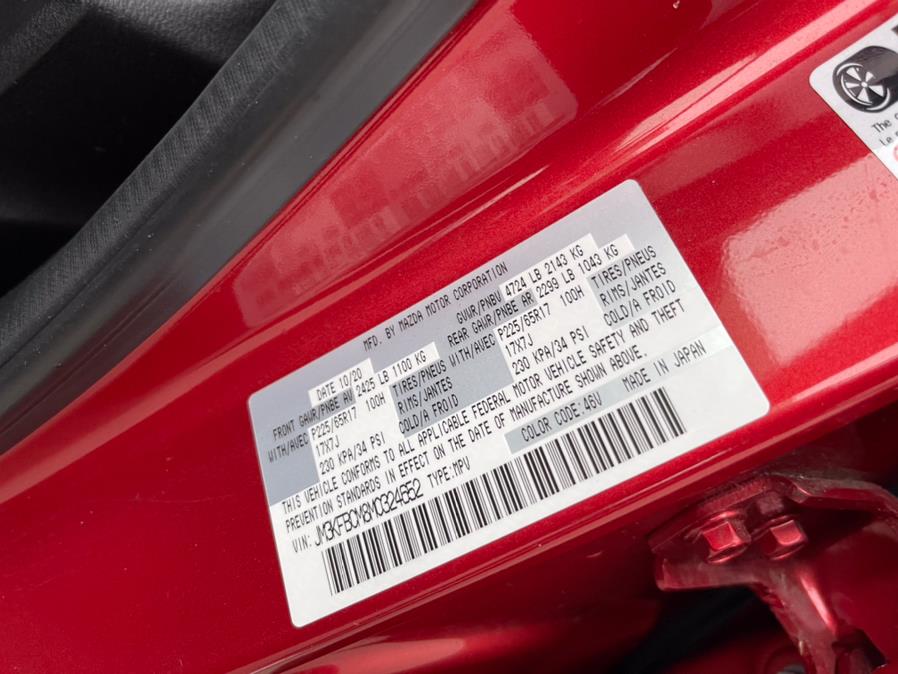 MFD. BY MAZDA MOTOR CORPORATION
DATE 10/20 GVWR/PNBV 4724 LB 2143 KG
FRONT GAWR/PNBE AV 2425 LB 1100 KG REAR GAWR/PNBE AR 2299 LB 1043 KG
WITH/AVEC P225/65R17 100H TIRES/PNEUS WITH/AVEC P225/65R17 100H TIRES/PNEUS
17X7J RIMS/JANTES 17X7J RIMS/JANTES
230 KPA/34 PSI COLD/A FROID 230 KPA/34 PSI COLD/A FROID
THIS VEHICLE CONFORMS TO ALL APPLICABLE FEDERAL MOTOR VEHICLE SAFETY AND THEFT
PREVENTION STANDARDS IN EFFECT ON THE DATE OF MANUFACTURE SHOWN ABOVE.
VIN: JM3KFBCM8M0324652 TYPE:MPV COLOR CODE:46V MADE IN JAPAN
The